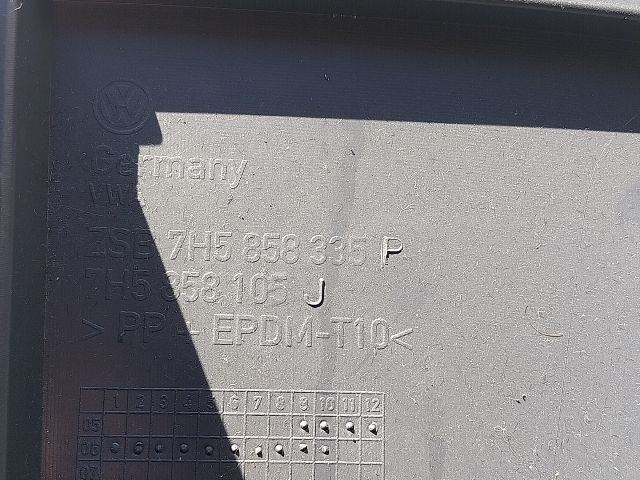 Germany
VW
ZSB 7H5 858 335 P
7H5 858 105 J
> PP + EPDM-T10<
1 2 3 4 5 6 7 8 9 10 11 12
05
06
07